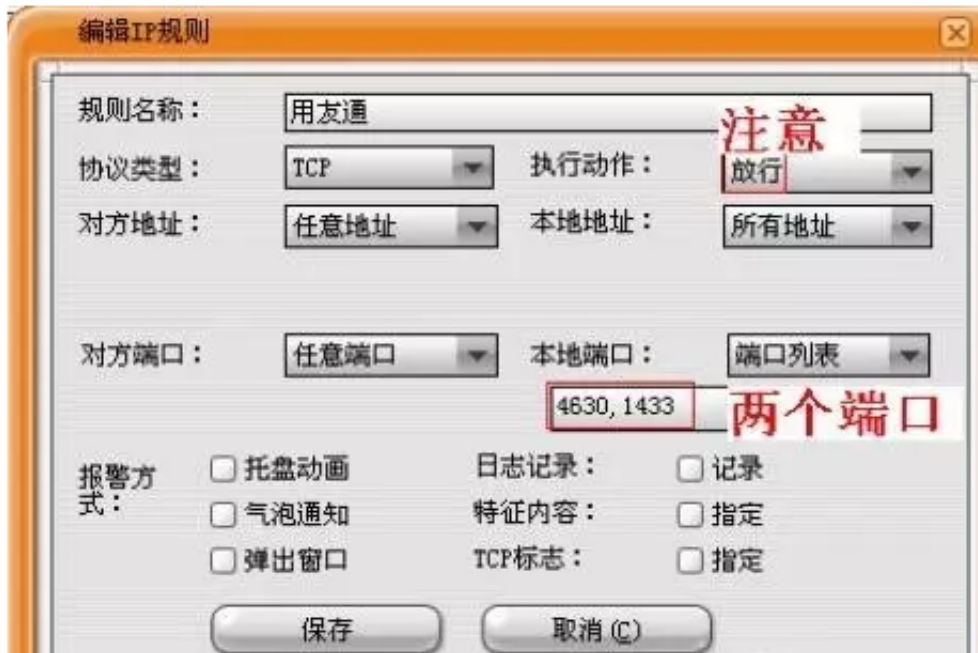 编辑IP规则
规则名称： 用友通
注意
协议类型： TCP 执行动作： 放行
对方地址： 任意地址 本地地址： 所有地址
对方端口： 任意端口 本地端口： 端口列表
4630,1433 两个端口
报警方式： 托盘动画 日志记录： 记录
气泡通知 特征内容： 指定
弹出窗口 TCP标志： 指定
保存 取消(C)